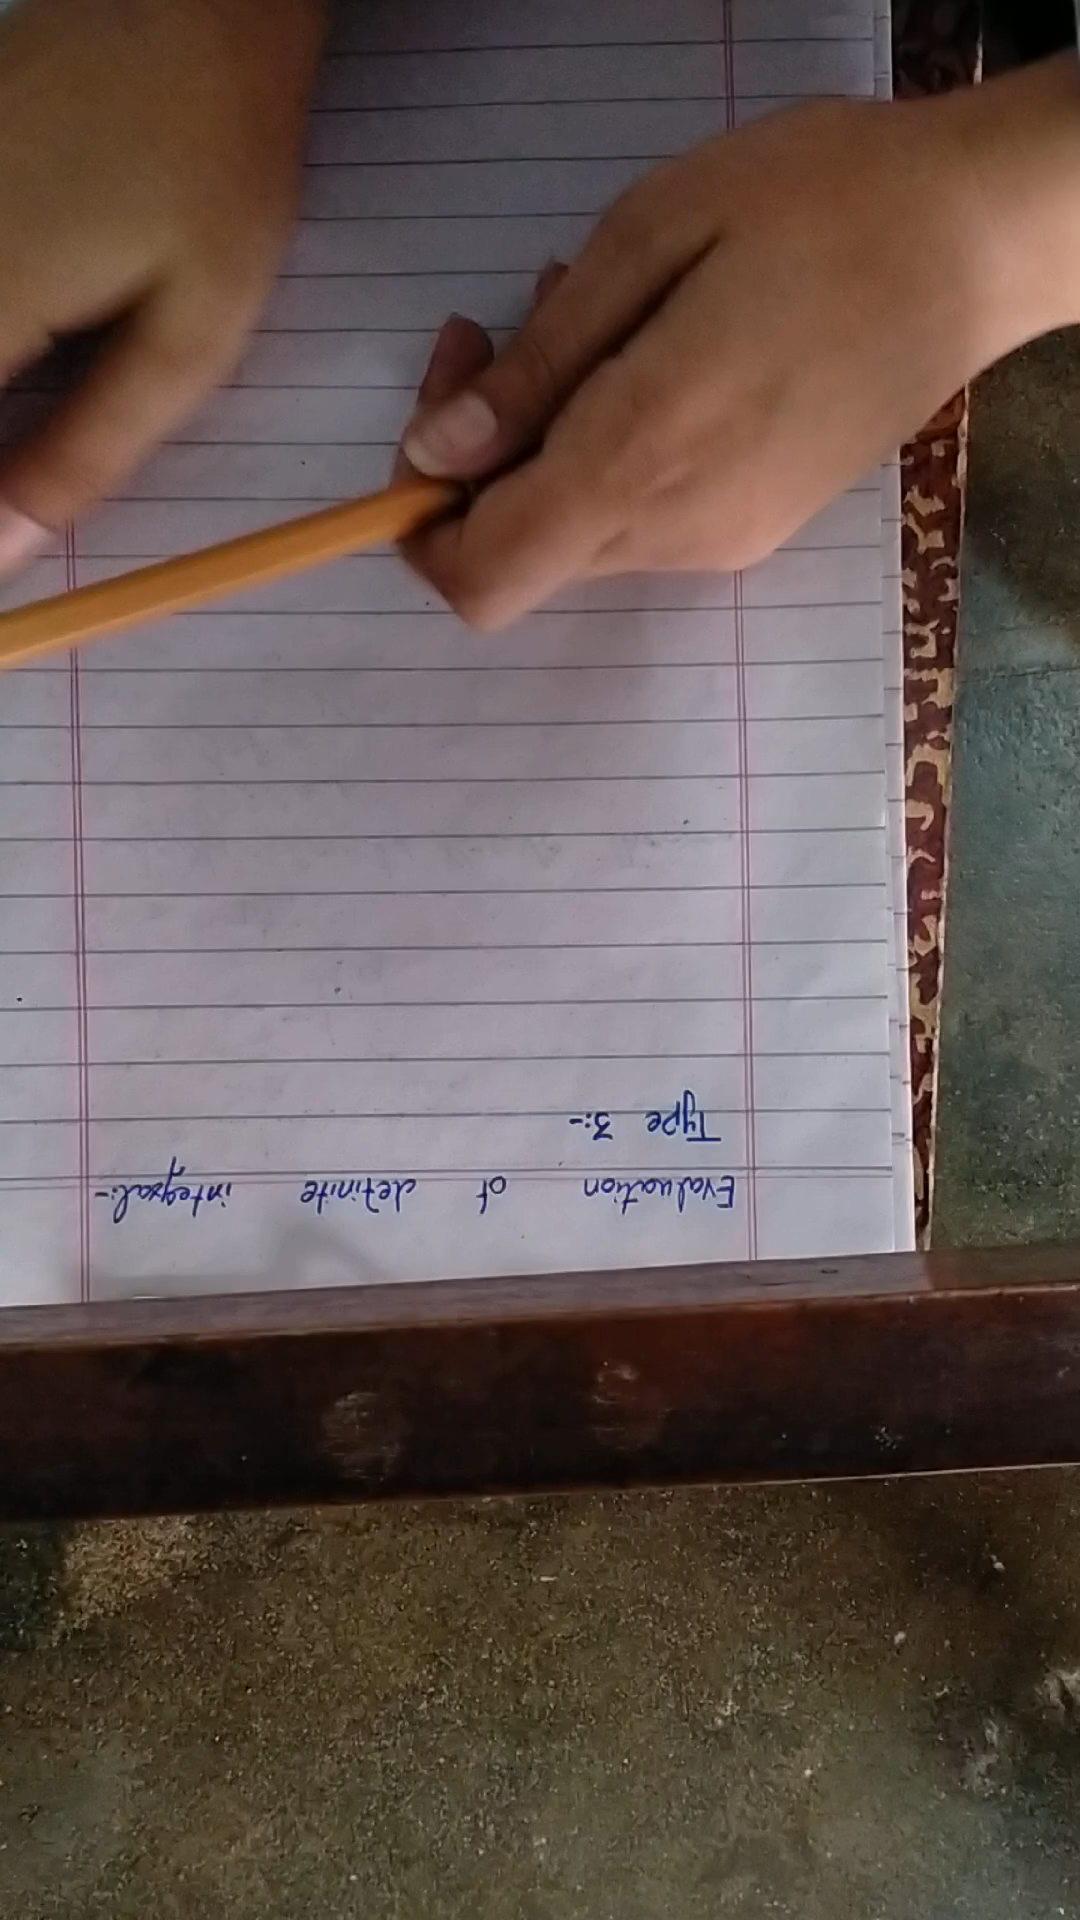 Evaluation of definite integral:-
Type 3:-